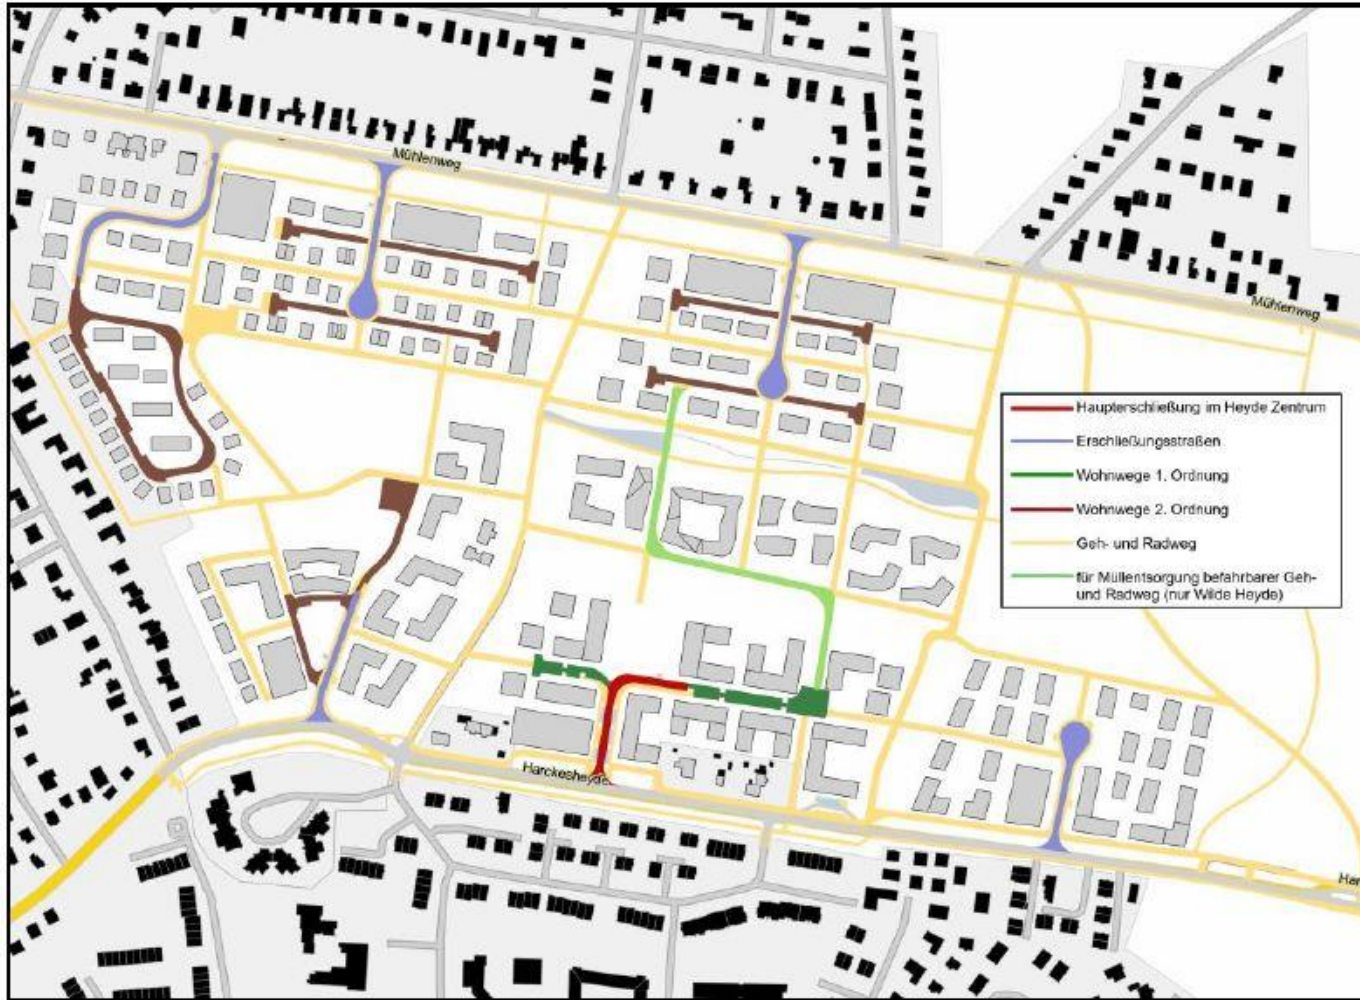 Mühlenweg
Mühlenweg
Haupterschließung im Heyde Zentrum
Erschließungsstraßen
Wohnwege 1. Ordnung
Wohnwege 2. Ordnung
Geh- und Radweg
für Müllentsorgung befahrbarer Geh-
und Radweg (nur Wilde Heyde)
Harckesheyde
Har